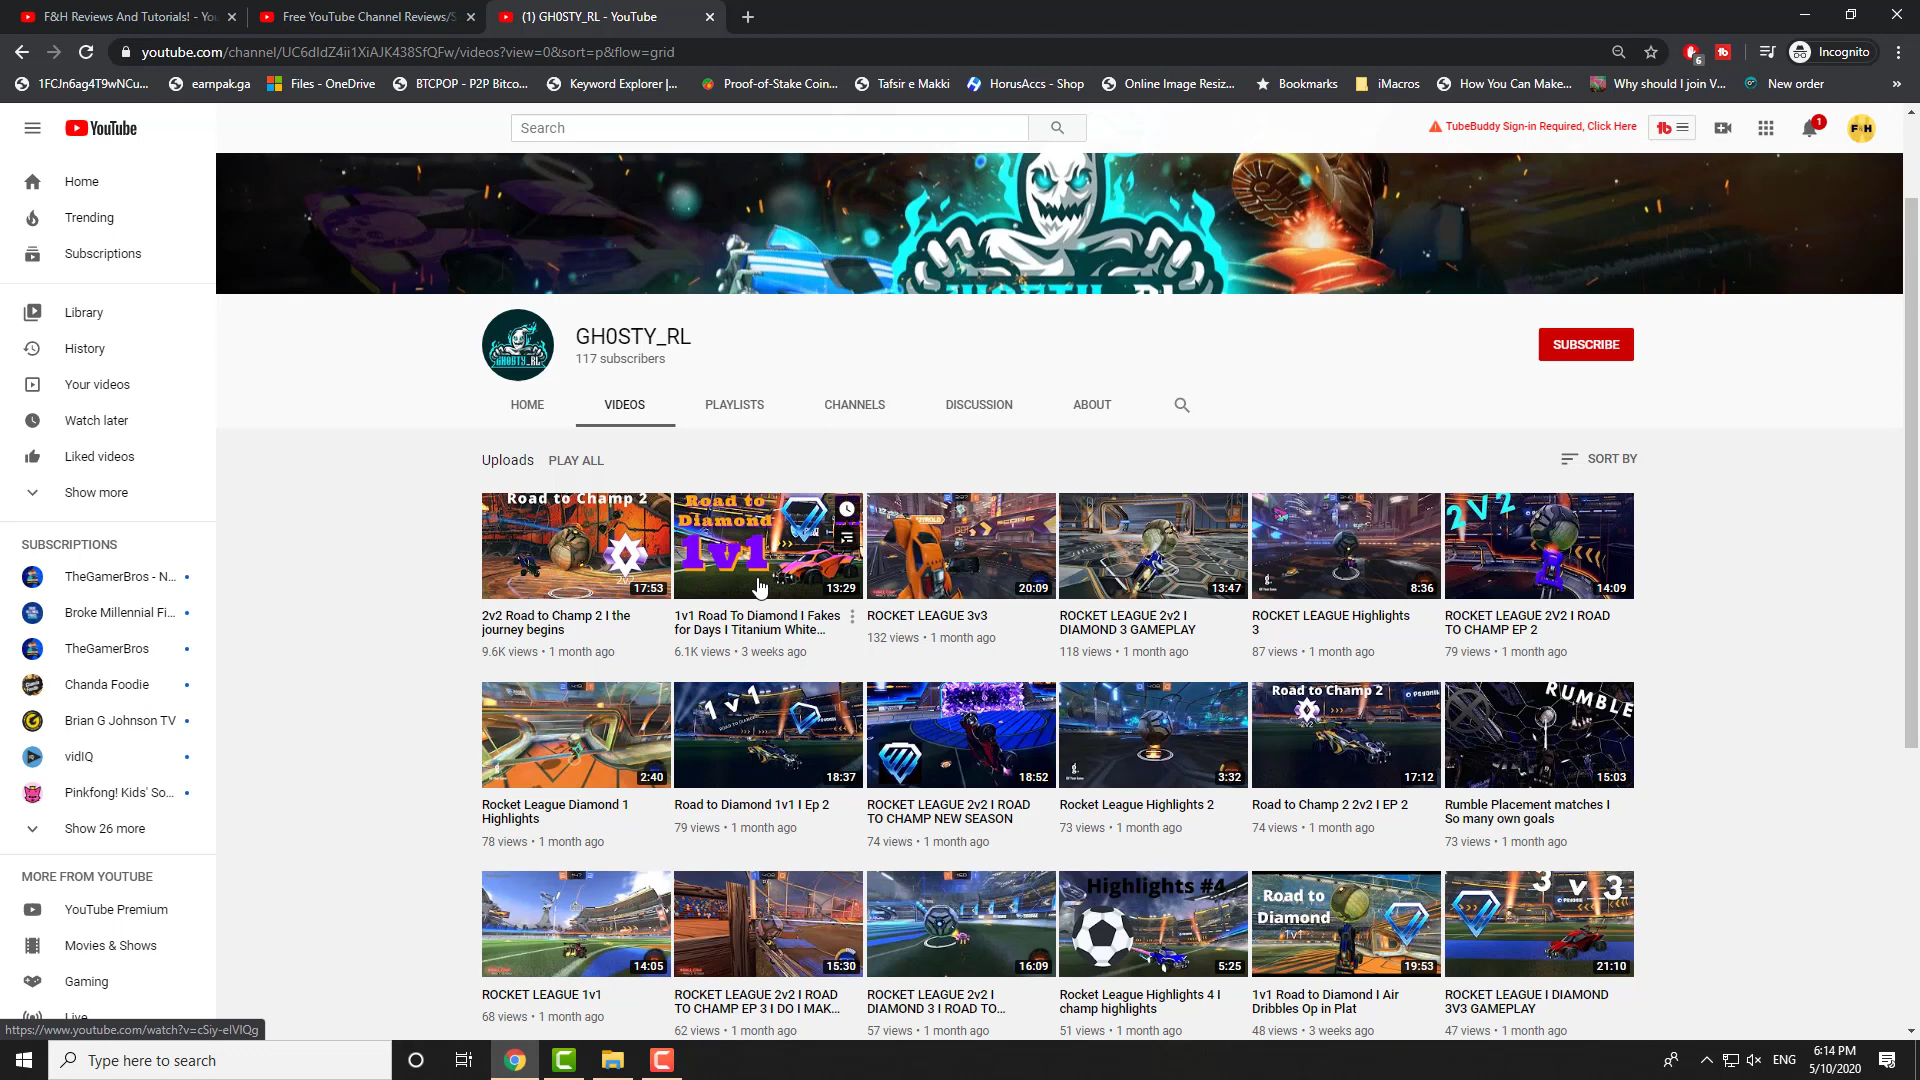 F&H Reviews And Tutorials! - You
Free YouTube Channel Reviews/S
(1) GH0STY_RL - YouTube
youtube.com/channel/UC6dIdZ4ii1XiAJK438SfQFw/videos?view=0&sort=p&flow=grid
6
Incognito
1FCJn6ag4T9wNCu...
earnpak.ga
Files - OneDrive
BTCPOP - P2P Bitco...
Keyword Explorer |...
Proof-of-Stake Coin...
Tafsir e Makki
HorusAccs - Shop
Online Image Resiz...
Bookmarks
iMacros
How You Can Make...
Why should I join V...
New order
YouTube
Search
TubeBuddy Sign-in Required, Click Here
tb
1
F&H
Home
Trending
Subscriptions
Library
History
Your videos
Watch later
Liked videos
Show more
SUBSCRIPTIONS
TheGamerBros - N...
Broke Millennial Fi...
TheGamerBros
Chanda Foodie
Brian G Johnson TV
vidIQ
Pinkfong! Kids' So...
Show 26 more
MORE FROM YOUTUBE
YouTube Premium
Movies & Shows
Gaming
Live
GH0STY_RL
GH0STY_RL
117 subscribers
SUBSCRIBE
HOME
VIDEOS
PLAYLISTS
CHANNELS
DISCUSSION
ABOUT
Uploads
PLAY ALL
SORT BY
Road to Champ 2
2v2
17:53
Road to
Diamond
1v1
13:29
20:09
13:47
8:36
2V2
14:09
2v2 Road to Champ 2 I the
journey begins
9.6K views • 1 month ago
1v1 Road To Diamond I Fakes
for Days I Titanium White...
6.1K views • 3 weeks ago
ROCKET LEAGUE 3v3
132 views • 1 month ago
ROCKET LEAGUE 2v2 I
DIAMOND 3 GAMEPLAY
118 views • 1 month ago
ROCKET LEAGUE Highlights
3
87 views • 1 month ago
ROCKET LEAGUE 2V2 I ROAD
TO CHAMP EP 2
79 views • 1 month ago
2:40
1v1
18:37
18:52
3:32
Road to Champ 2
2v2
17:12
RUMBLE
15:03
Rocket League Diamond 1
Highlights
78 views • 1 month ago
Road to Diamond 1v1 I Ep 2
79 views • 1 month ago
ROCKET LEAGUE 2v2 I ROAD
TO CHAMP NEW SEASON
74 views • 1 month ago
Rocket League Highlights 2
73 views • 1 month ago
Road to Champ 2 2v2 I EP 2
74 views • 1 month ago
Rumble Placement matches I
So many own goals
73 views • 1 month ago
14:05
15:30
16:09
Highlights #4
5:25
Road to
Diamond
1v1
19:53
3 v 3
21:10
ROCKET LEAGUE 1v1
68 views • 1 month ago
ROCKET LEAGUE 2v2 I ROAD
TO CHAMP EP 3 I DO I MAK...
62 views • 1 month ago
ROCKET LEAGUE 2v2 I
DIAMOND 3 I ROAD TO...
57 views • 1 month ago
Rocket League Highlights 4 I
champ highlights
51 views • 1 month ago
1v1 Road to Diamond I Air
Dribbles Op in Plat
48 views • 3 weeks ago
ROCKET LEAGUE I DIAMOND
3V3 GAMEPLAY
47 views • 1 month ago
https://www.youtube.com/watch?v=cSiy-elVIQg
Type here to search
ENG
6:14 PM
5/10/2020